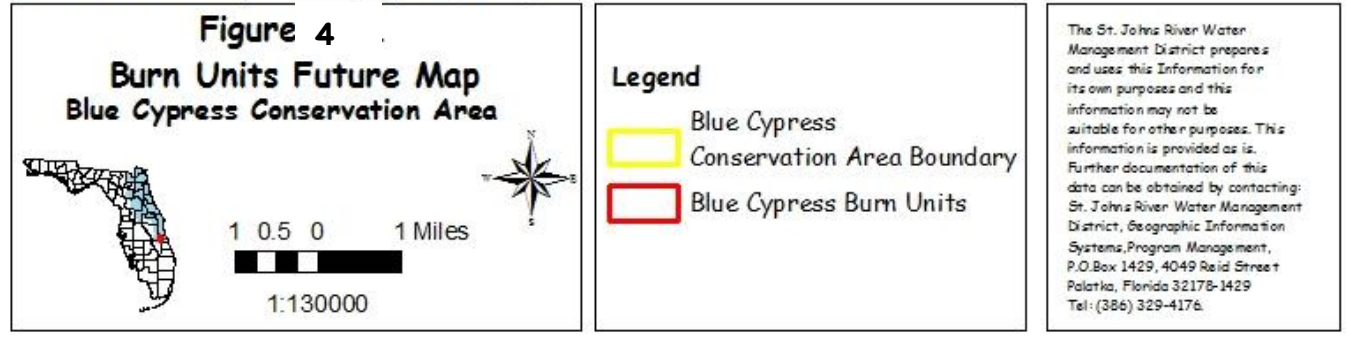 Figure 4 .
Burn Units Future Map
Blue Cypress Conservation Area
N
W E
S
1 0.5 0 1 Miles
1:130000
Legend
Blue Cypress
Conservation Area Boundary
Blue Cypress Burn Units
The St. Johns River Water
Management District prepares
and uses this Information for
its own purposes and this
information may not be
suitable for other purposes. This
information is provided as is.
Further documentation of this
data can be obtained by contacting:
St. Johns River Water Management
District, Geographic Information
Systems,Program Management,
P.O.Box 1429, 4049 Reid Street
Palatka, Florida 32178-1429
Tel: (386) 329-4176.